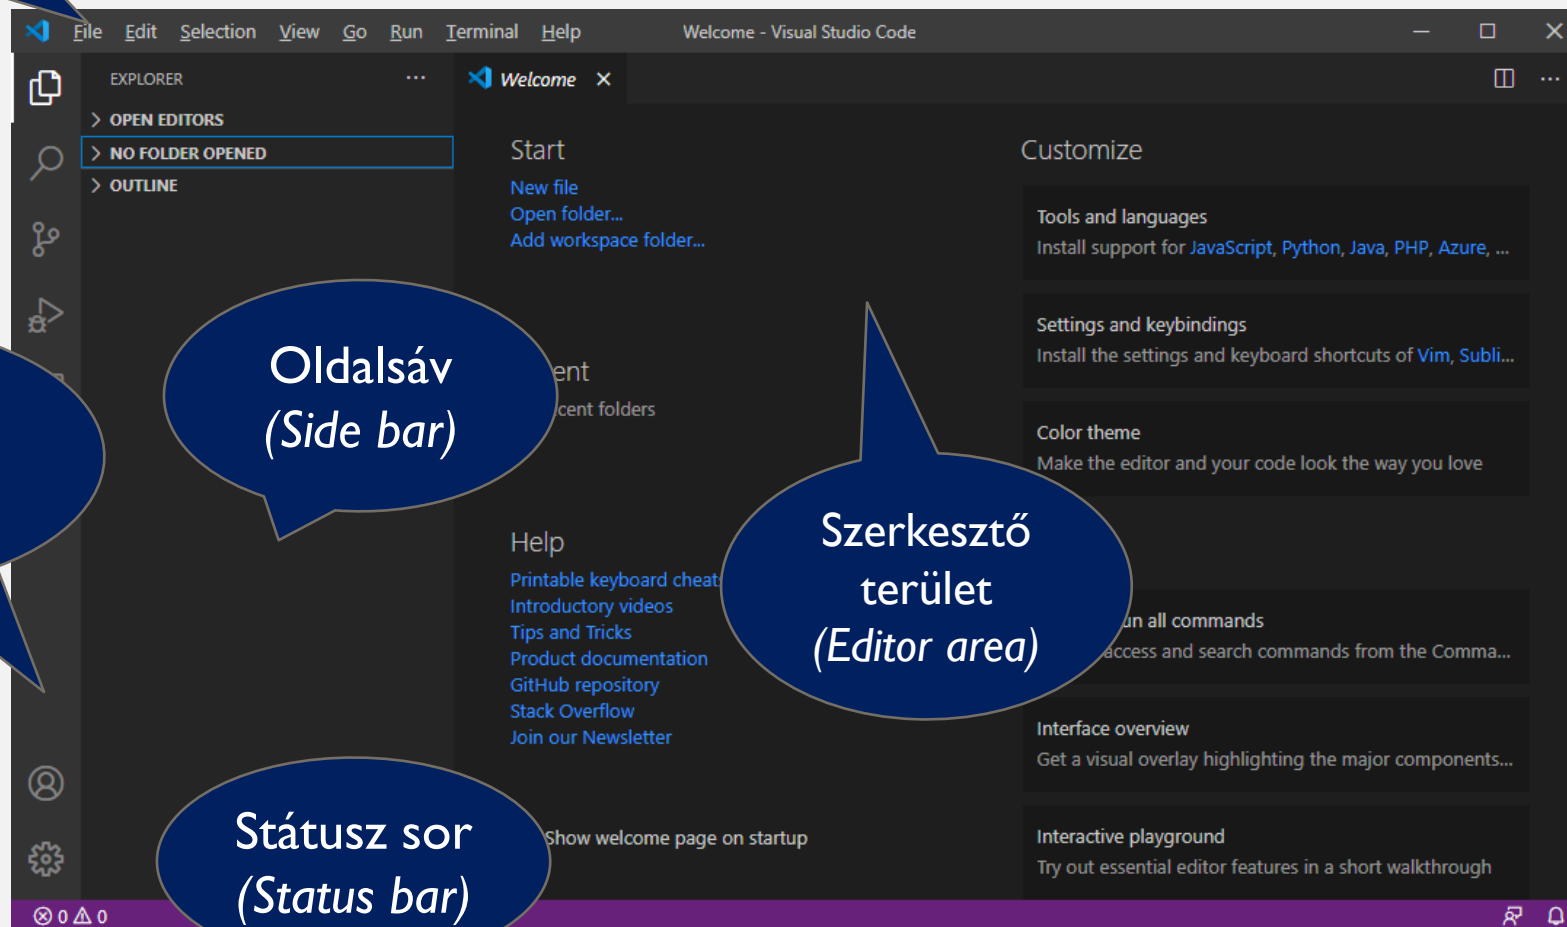 File Edit Selection View Go Run Terminal Help Welcome - Visual Studio Code
EXPLORER
OPEN EDITORS
NO FOLDER OPENED
OUTLINE
Welcome
Start
New file
Open folder...
Add workspace folder...
folders
Help
Printable keyboard
Introductory videos
Tips and Tricks
Product documentation
GitHub repository
Stack Overflow
Join our Newsletter
Show welcome page on startup
Customize
Tools and languages
Install support for JavaScript, Python, Java, PHP, Azure, ...
Settings and keybindings
Install the settings and keyboard shortcuts of Vim, Subli...
Color theme
Make the editor and your code look the way you love
all commands
access and search commands from the Comma...
Interface overview
Get a visual overlay highlighting the major components...
Interactive playground
Try out essential editor features in a short walkthrough
Oldalsáv
(Side bar)
Szerkesztő
terület
(Editor area)
Státusz sor
(Status bar)
0 0